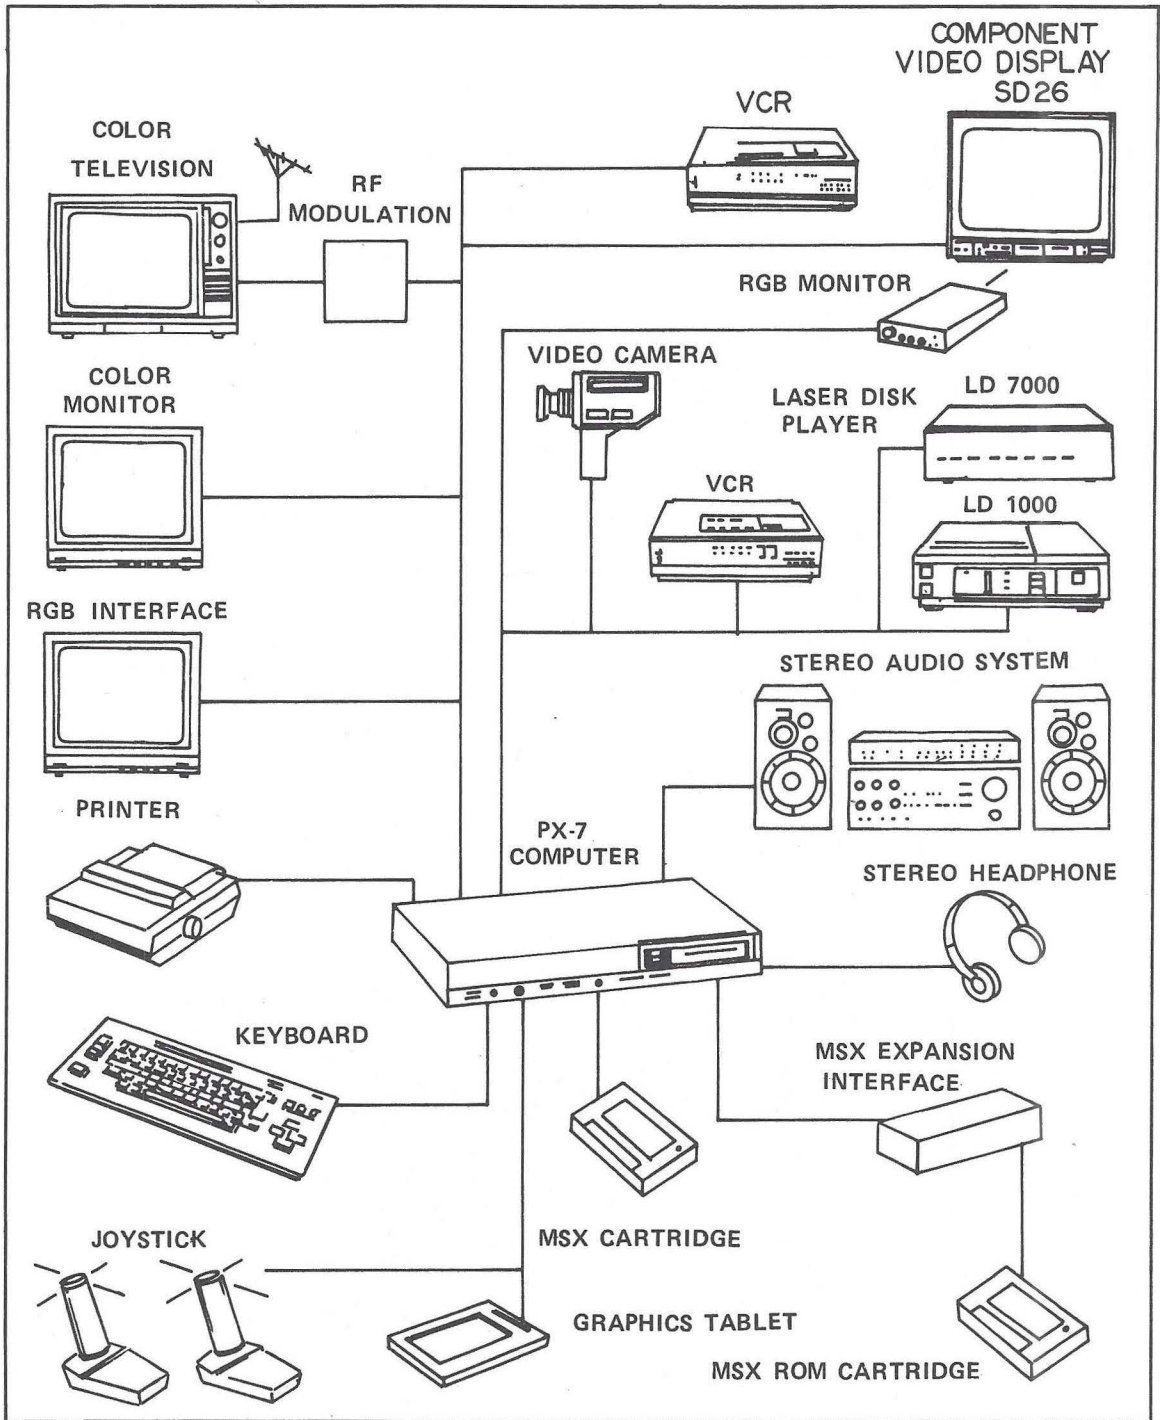 COMPONENT
VIDEO DISPLAY
SD26
VCR
COLOR
TELEVISION
RF
MODULATION
RGB MONITOR
VIDEO CAMERA
COLOR
MONITOR
LASER DISK
PLAYER
LD 7000
VCR
LD 1000
RGB INTERFACE
STEREO AUDIO SYSTEM
PRINTER
PX-7
COMPUTER
STEREO HEADPHONE
KEYBOARD
MSX EXPANSION
INTERFACE
JOYSTICK
MSX CARTRIDGE
GRAPHICS TABLET
MSX ROM CARTRIDGE